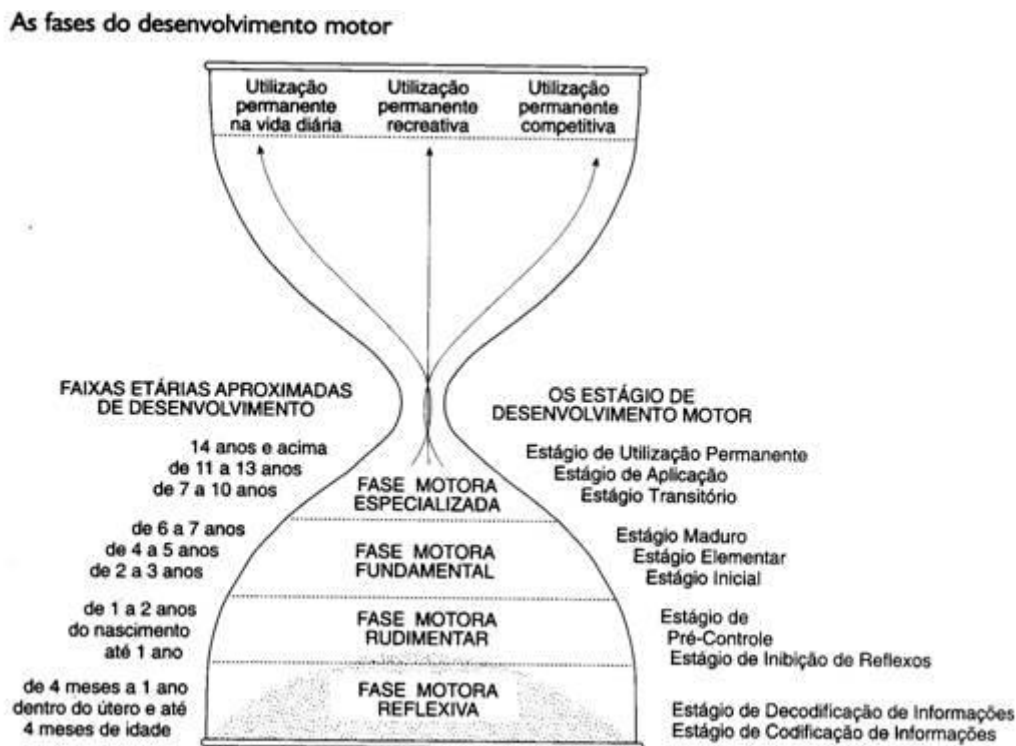 As fases do desenvolvimento motor
Utilização
permanente
na vida diária
Utilização
permanente
recreativa
Utilização
permanente
competitiva
FAIXAS ETÁRIAS APROXIMADAS
DE DESENVOLVIMENTO
OS ESTÁGIO DE
DESENVOLVIMENTO MOTOR
14 anos e acima
de 11 a 13 anos
de 7 a 10 anos
FASE MOTORA
ESPECIALIZADA
Estágio de Utilização Permanente
Estágio de Aplicação
Estágio Transitório
de 6 a 7 anos
de 4 a 5 anos
de 2 a 3 anos
FASE MOTORA
FUNDAMENTAL
Estágio Maduro
Estágio Elementar
Estágio Inicial
de 1 a 2 anos
do nascimento
até 1 ano
FASE MOTORA
RUDIMENTAR
Estágio de
Pré-Controle
Estágio de Inibição de Reflexos
de 4 meses a 1 ano
dentro do útero e até
4 meses de idade
FASE MOTORA
REFLEXIVA
Estágio de Decodificação de Informações
Estágio de Codificação de Informações